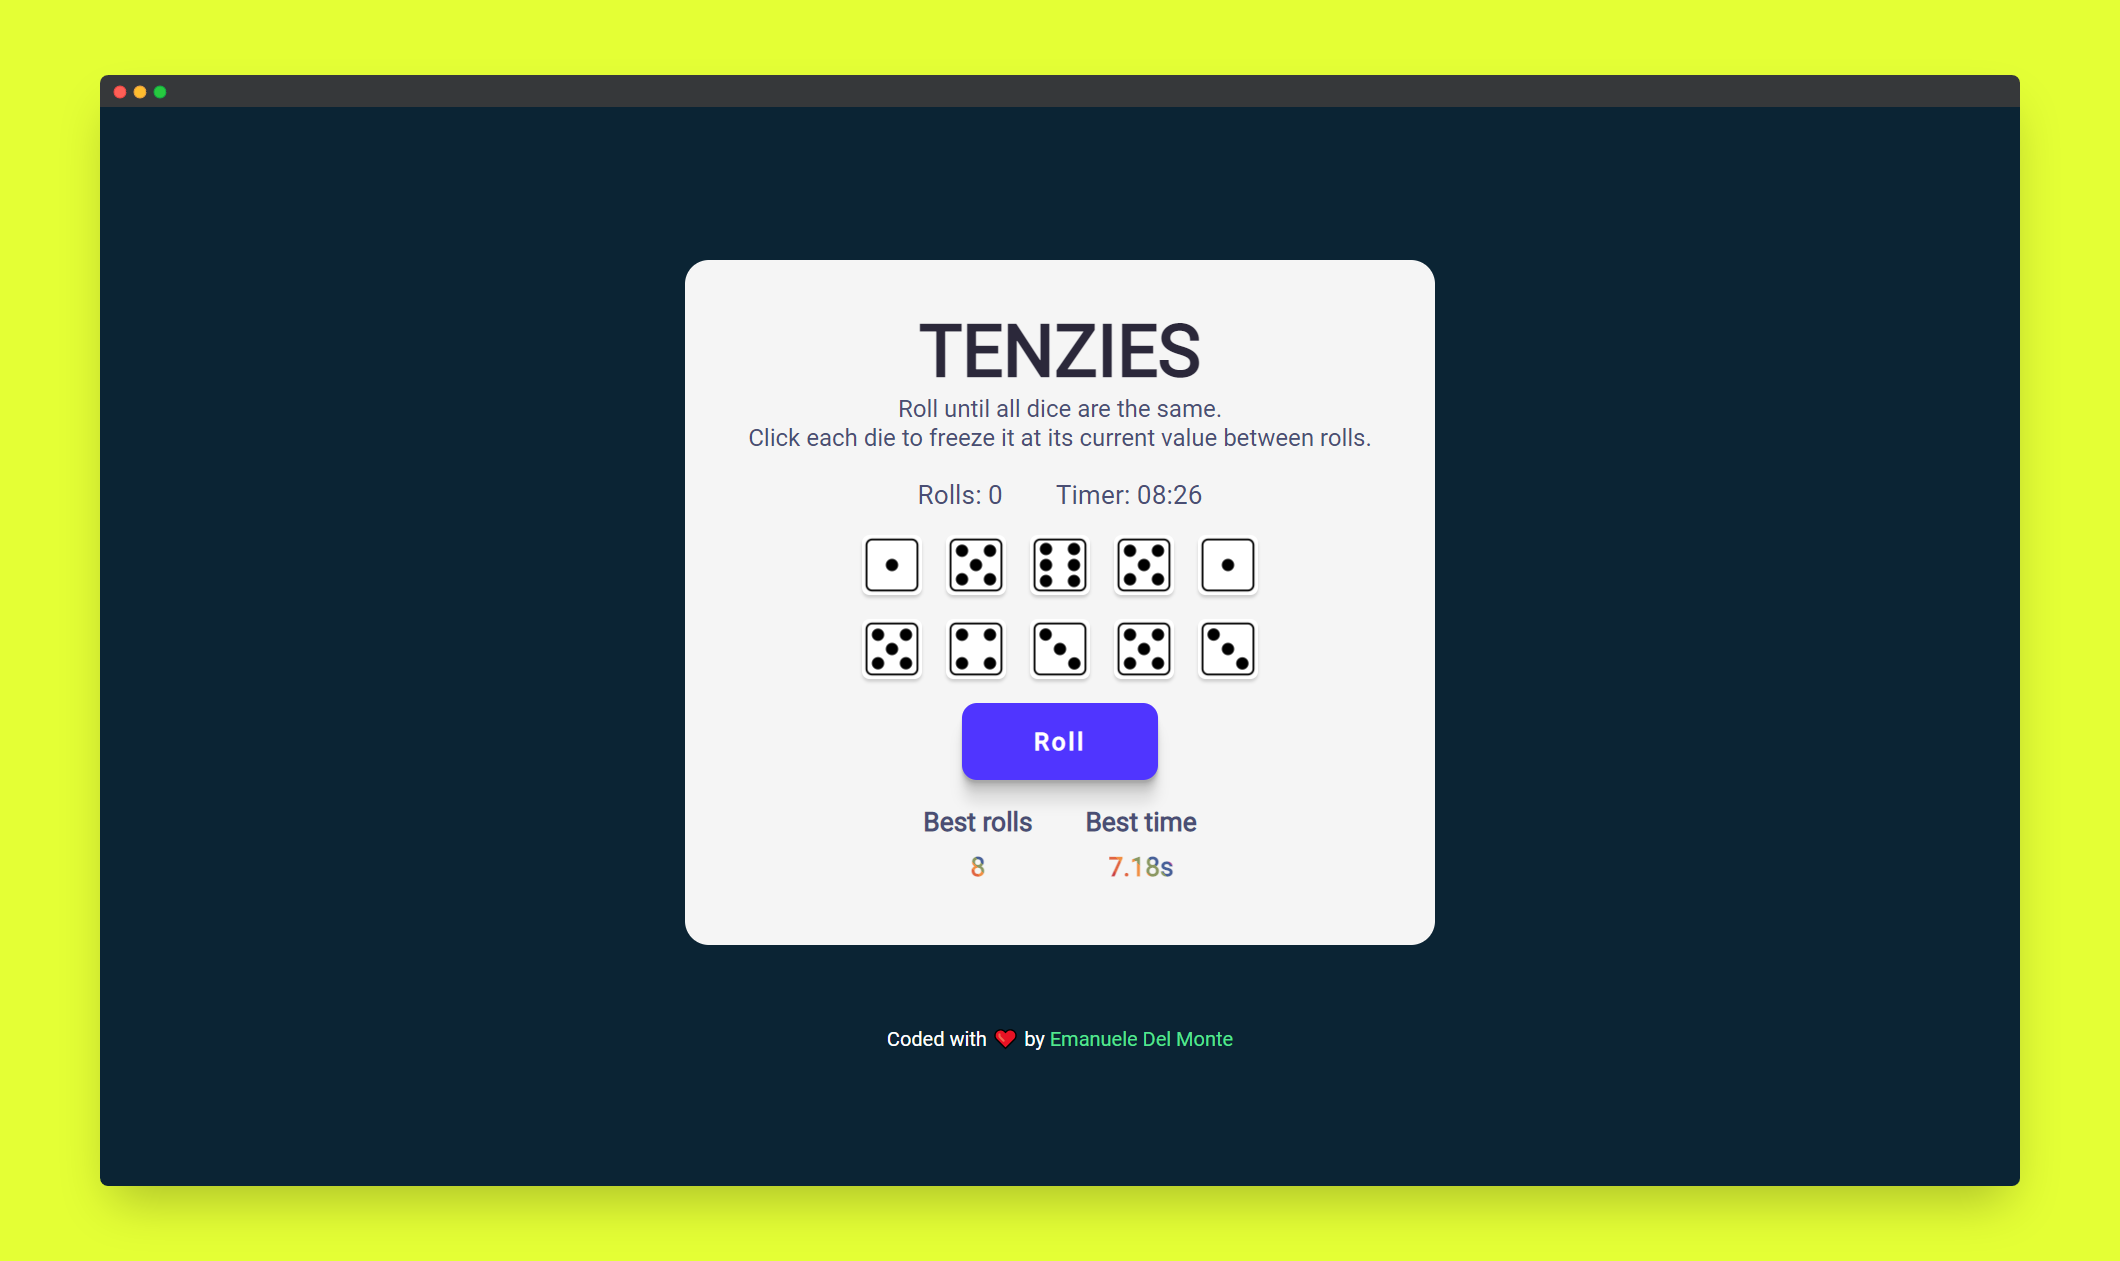 TENZIES
Roll until all dice are the same.
Click each die to freeze it at its current value between rolls.
Rolls: 0 Timer: 08:26
Roll
Best rolls Best time
8 7.18s
Coded with ❤️ by Emanuele Del Monte